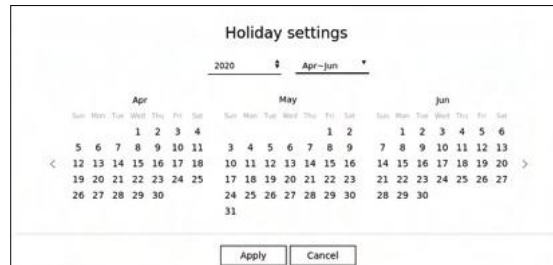 Holiday settings
2020 Apr~Jun
Apr May Jun
Sun Mon Tue Wed Thu Fri Sat Sun Mon Tue Wed Thu Fri Sat Sun Mon Tue Wed Thu Fri Sat
1 2 3 4 1 2 1 2 3 4 5 6
5 6 7 8 9 10 11 3 4 5 6 7 8 9 7 8 9 10 11 12 13
< 12 13 14 15 16 17 18 10 11 12 13 14 15 16 14 15 16 17 18 19 20 >
19 20 21 22 23 24 25 17 18 19 20 21 22 23 21 22 23 24 25 26 27
26 27 28 29 30 24 25 26 27 28 29 30 28 29 30
31
Apply Cancel